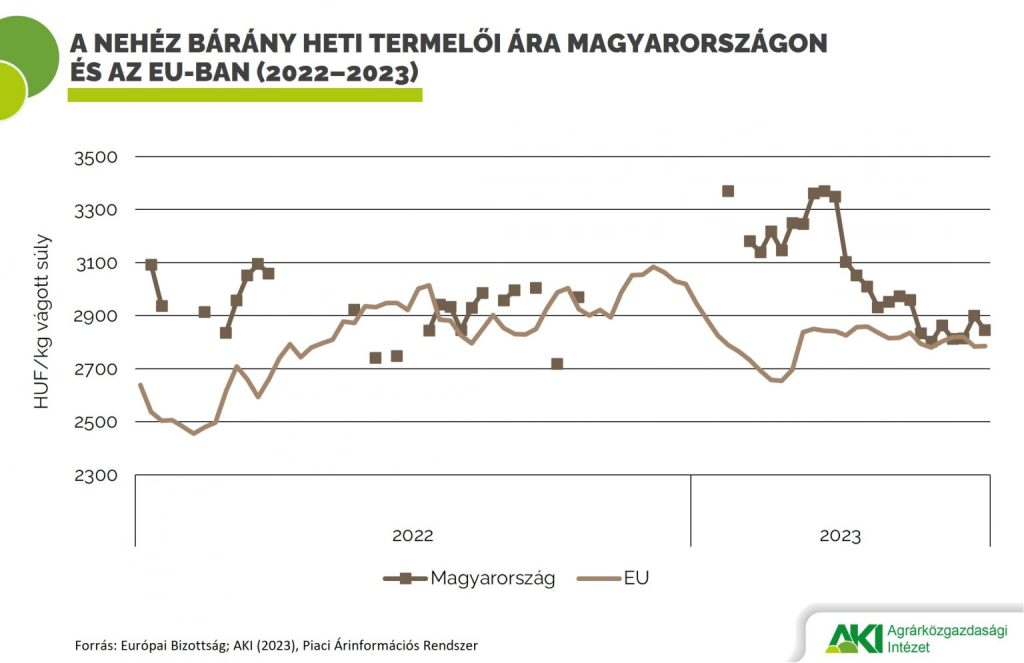 A NEHÉZ BÁRÁNY HETI TERMELŐI ÁRA MAGYARORSZÁGON
ÉS AZ EU-BAN (2022–2023)
HUF/kg vágott súly
3500
3300
3100
2900
2700
2500
2300
2022
2023
Magyarország
EU
Forrás: Európai Bizottság; AKI (2023), Piaci Árinformációs Rendszer
AKI
Agrárközgazdasági
Intézet